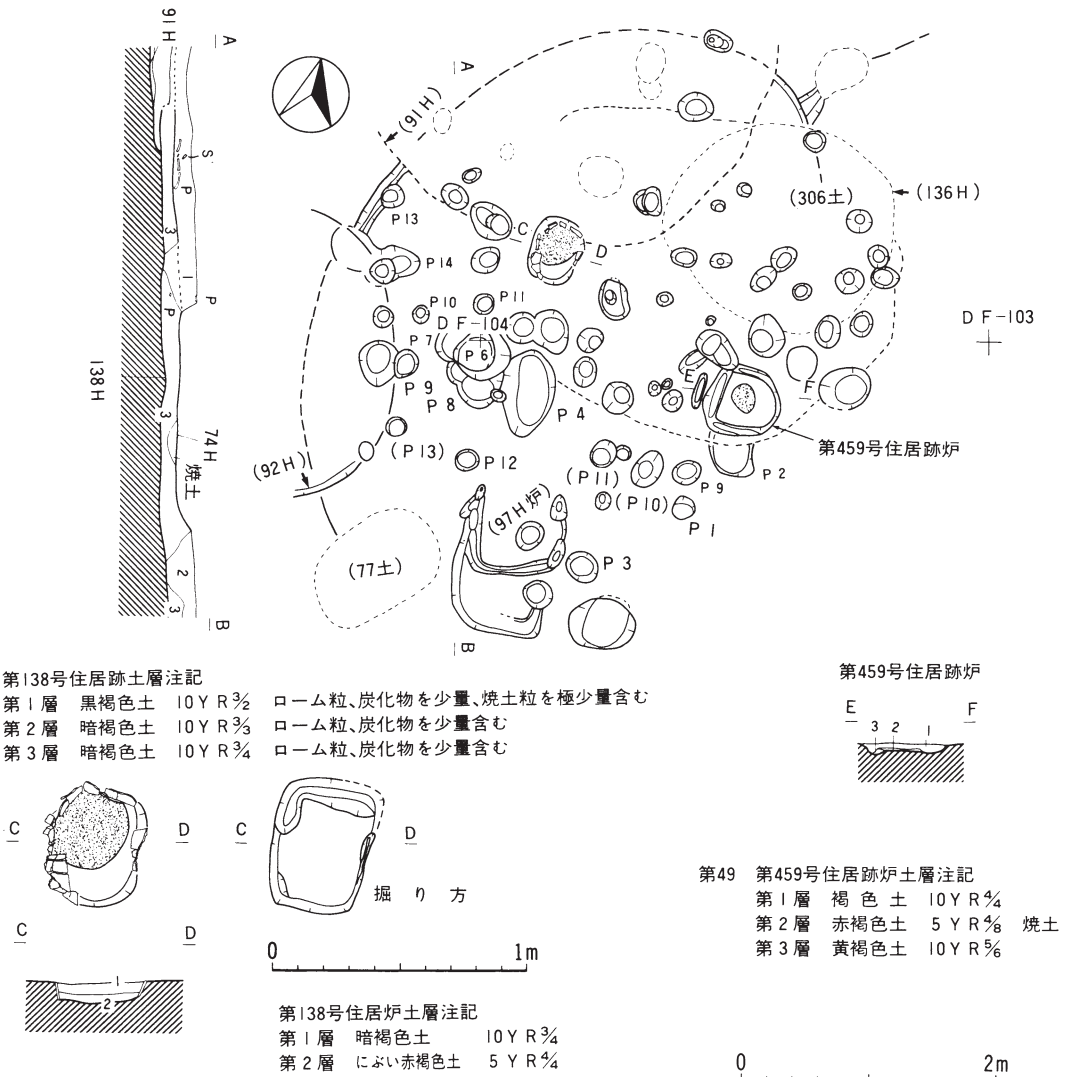 91H
A
S
P
3
1
P
P
138H
3
74H
焼土
2
3
B
A
(91H)
(306土)
(136H)
P13
C
D
P14
P10
P11
DF-104
P7
P6
P9
P8
P4
E
F
DF-103
第459号住居跡炉
(P13)
P12
(92H)
(P11)
(P10)
P9
P2
P1
(97H炉)
P3
(77土)
B
第138号住居跡土層注記
第1層 黒褐色土 10YR3/2 ローム粒、炭化物を少量、焼土粒を極少量含む
第2層 暗褐色土 10YR3/3 ローム粒、炭化物を少量含む
第3層 暗褐色土 10YR3/4 ローム粒、炭化物を少量含む
第459号住居跡炉
E
F
3 2 1
C
D
C
D
掘り方
C
D
1
2
0 1m
第138号住居炉土層注記
第1層 暗褐色土 10YR3/4
第2層 にぶい赤褐色土 5YR4/4
第49 第459号住居跡炉土層注記
第1層 褐色土 10YR4/4
第2層 赤褐色土 5YR4/8 焼土
第3層 黄褐色土 10YR5/6
0 2m